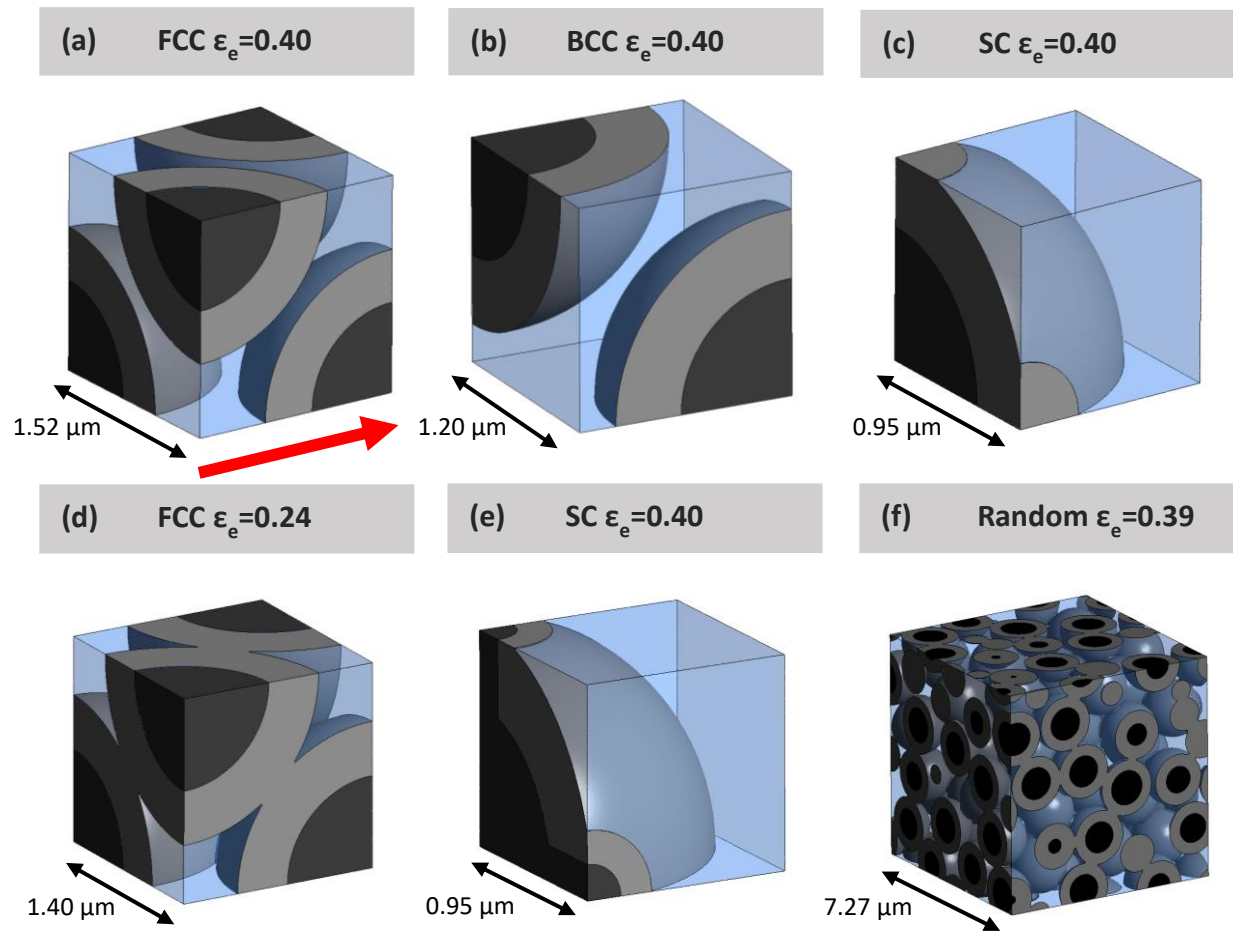 (a) FCC εe=0.40
(b) BCC εe=0.40
(c) SC εe=0.40
1.52 µm
1.20 µm
0.95 µm
(d) FCC εe=0.24
(e) SC εe=0.40
(f) Random εe=0.39
1.40 µm
0.95 µm
7.27 µm